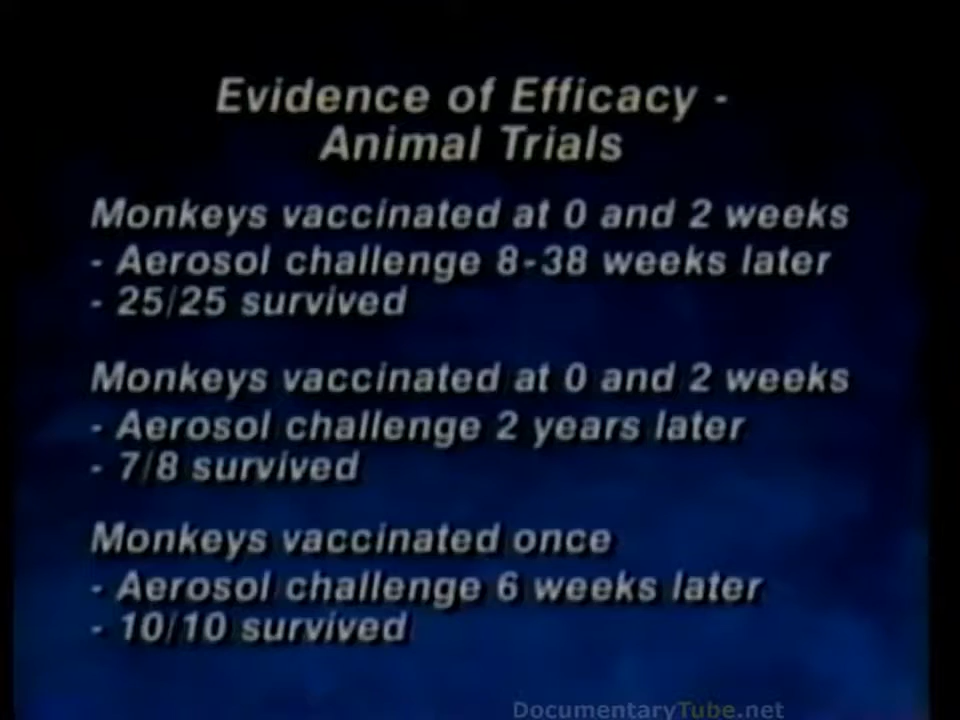 Evidence of Efficacy -
Animal Trials
Monkeys vaccinated at 0 and 2 weeks
- Aerosol challenge 8-38 weeks later
- 25/25 survived
Monkeys vaccinated at 0 and 2 weeks
- Aerosol challenge 2 years later
- 7/8 survived
Monkeys vaccinated once
- Aerosol challenge 6 weeks later
- 10/10 survived
DocumentaryTube.net